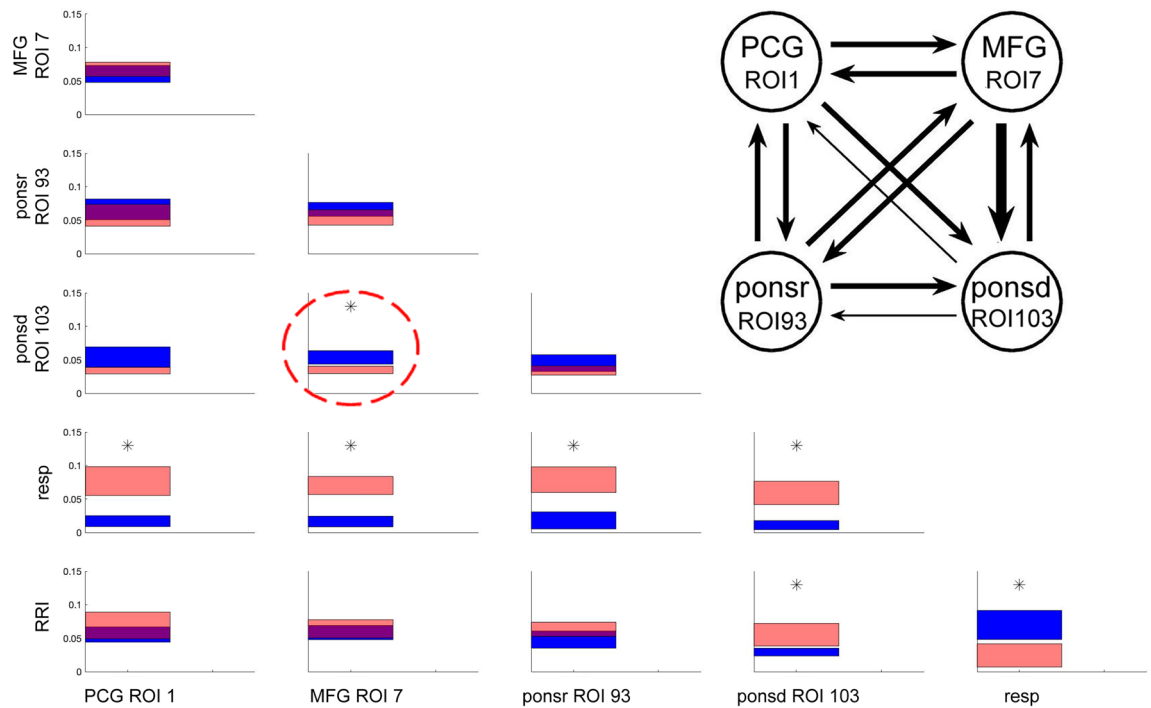 MFG
ROI 7
0.15
0.1
0.05
0
PCG
ROI1
MFG
ROI7
ponsr
ROI 93
0.15
0.1
0.05
0
ponsr
ROI93
ponsd
ROI103
ponsd
ROI 103
0.15
0.1
0.05
0
*
resp
0.15
0.1
0.05
0
* * * *
RRI
0.15
0.1
0.05
0
* *
PCG ROI 1 MFG ROI 7 ponsr ROI 93 ponsd ROI 103 resp